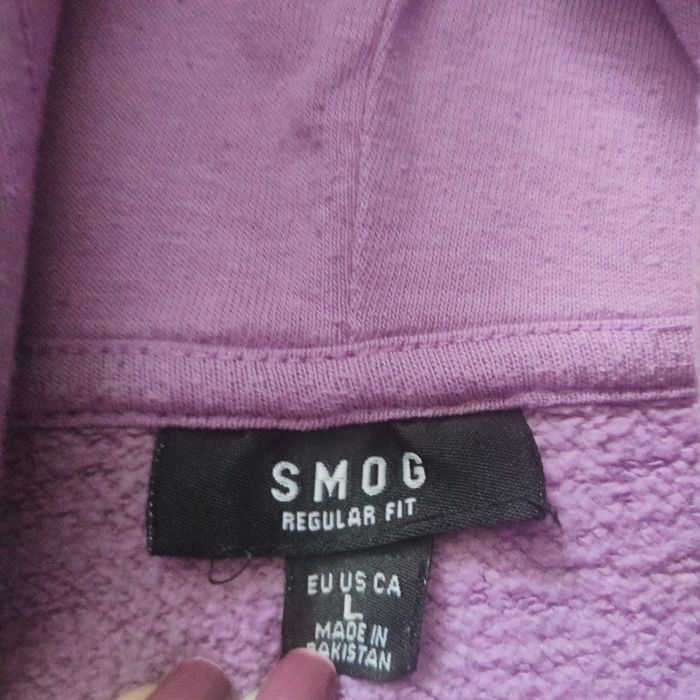 SMOG
REGULAR FIT
EU US CA
L
MADE IN
PAKISTAN